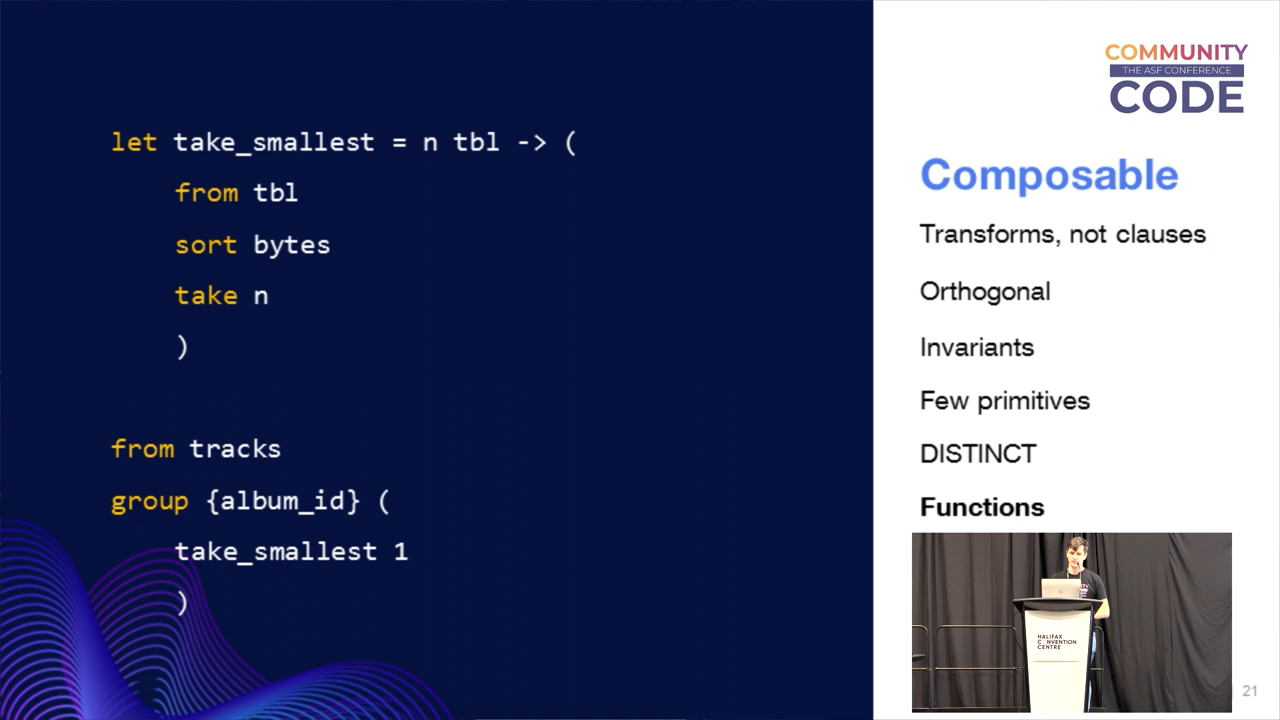 let take_smallest = n tbl -> (
from tbl
sort bytes
take n
)
from tracks
group {album_id} (
take_smallest 1
)
COMMUNITY
THE ASF CONFERENCE
CODE
Composable
Transforms, not clauses
Orthogonal
Invariants
Few primitives
DISTINCT
Functions
HALIFAX
C NVENTION
CENTRE
21